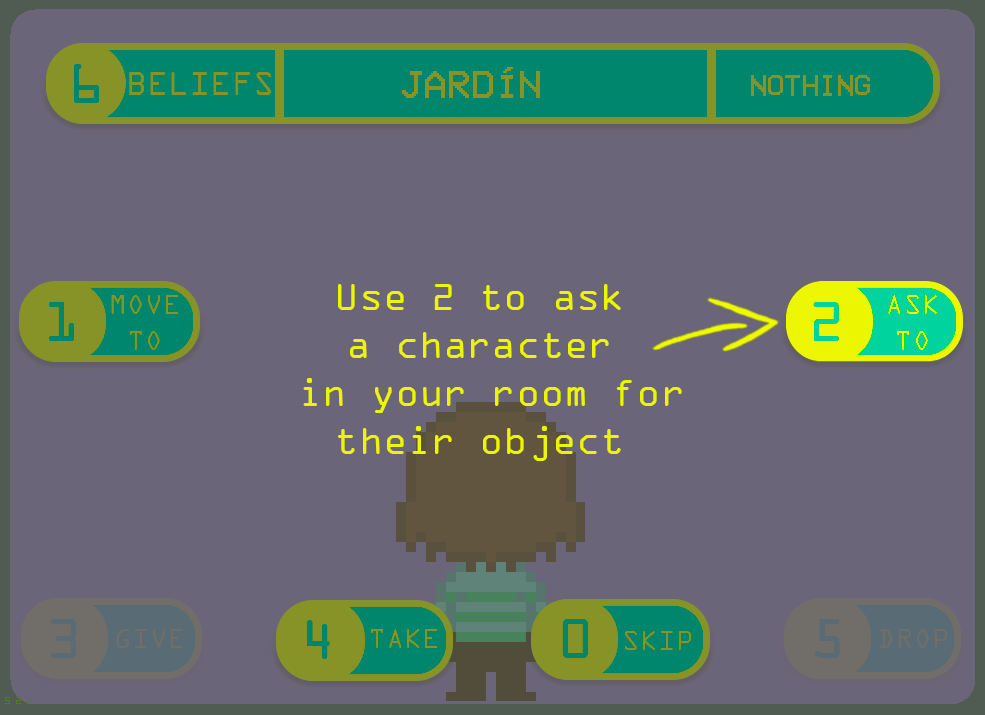 6 BELIEFS
JARDÍN
NOTHING
1 MOVE TO
Use 2 to ask
a character
in your room for
their object
2 ASK TO
3 GIVE
4 TAKE
0 SKIP
5 DROP